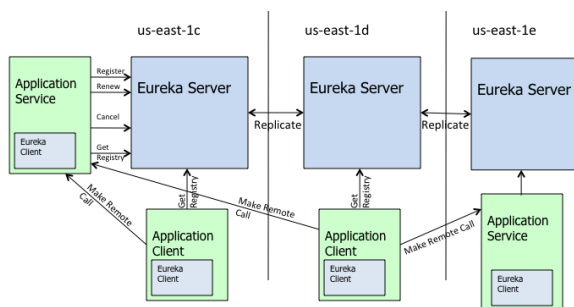 us-east-1c
us-east-1d
us-east-1e
Application
Service
Eureka
Client
Register
Renew
Cancel
Get
Registry
Eureka Server
Replicate
Eureka Server
Replicate
Eureka Server
Make Remote
Call
Get
Registry
Make Remote
Call
Get
Registry
Make Remote Call
Application
Client
Eureka
Client
Application
Client
Eureka
Client
Application
Service
Eureka
Client